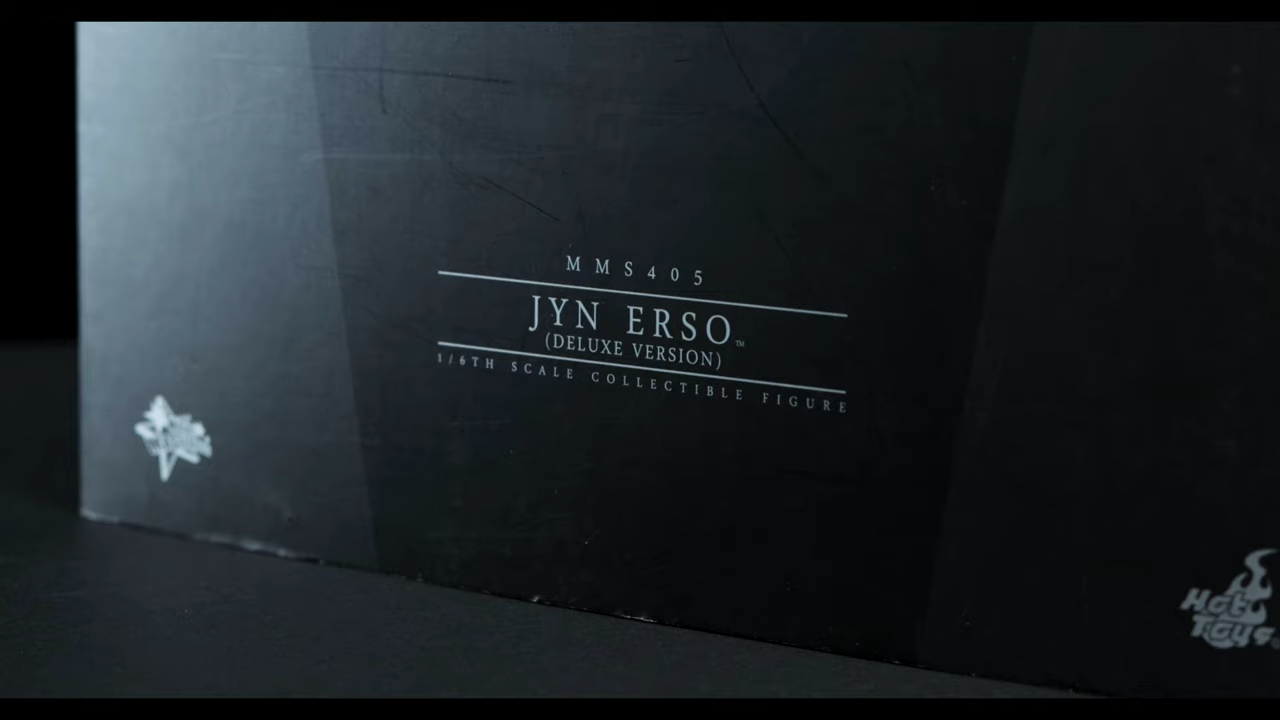 MMS405
JYN ERSO™
(DELUXE VERSION)
1/6TH SCALE COLLECTIBLE FIGURE
Hot
Toys